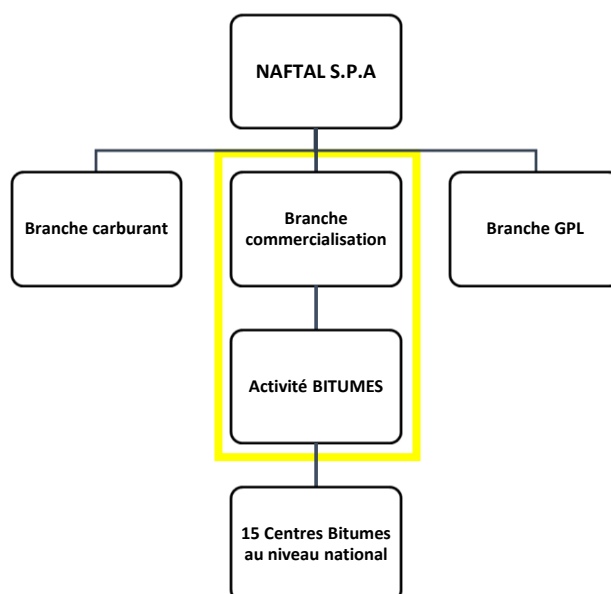 NAFTAL S.P.A
Branche carburant
Branche
commercialisation
Branche GPL
Activité BITUMES
15 Centres Bitumes
au niveau national